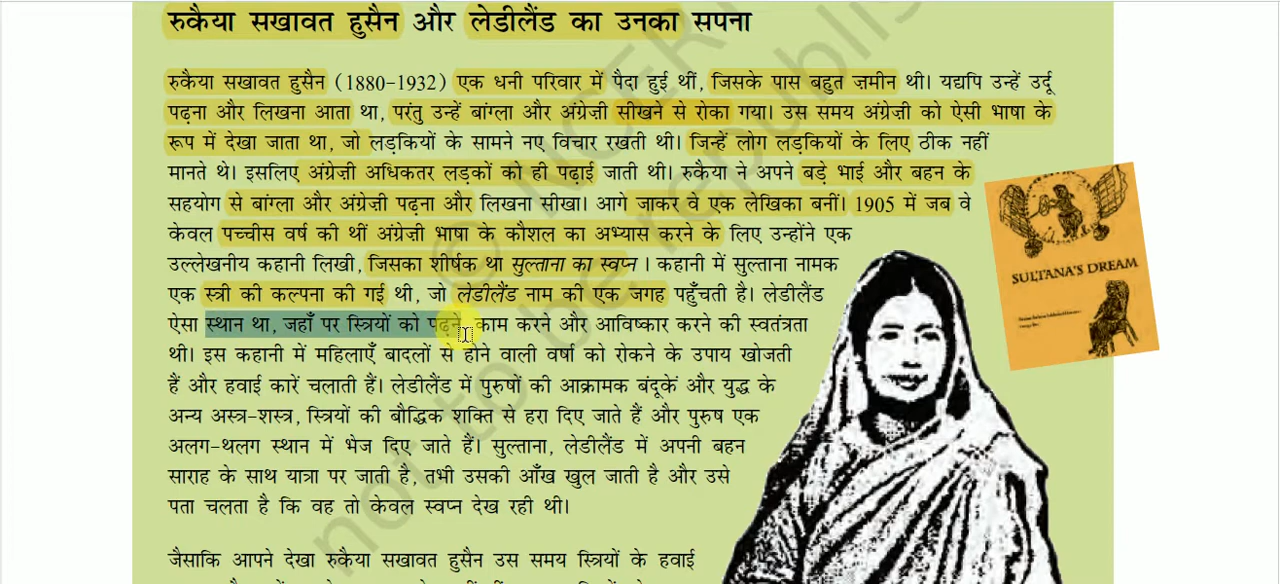 रुकैया सखावत हुसैन और लेडीलैंड का उनका सपना
रुकैया सखावत हुसैन (1880-1932) एक धनी परिवार में पैदा हुई थीं, जिसके पास बहुत ज़मीन थी। यद्यपि उन्हें उर्दू
पढ़ना और लिखना आता था, परंतु उन्हें बांग्ला और अंग्रेज़ी सीखने से रोका गया। उस समय अंग्रेज़ी को ऐसी भाषा के
रूप में देखा जाता था, जो लड़कियों के सामने नए विचार रखती थी। जिन्हें लोग लड़कियों के लिए ठीक नहीं
मानते थे। इसलिए अंग्रेज़ी अधिकतर लड़कों को ही पढ़ाई जाती थी। रुकैया ने अपने बड़े भाई और बहन के
सहयोग से बांग्ला और अंग्रेज़ी पढ़ना और लिखना सीखा। आगे जाकर वे एक लेखिका बनीं। 1905 में जब वे
केवल पच्चीस वर्ष की थीं अंग्रेज़ी भाषा के कौशल का अभ्यास करने के लिए उन्होंने एक
उल्लेखनीय कहानी लिखी, जिसका शीर्षक था सुल्ताना का स्वप्न। कहानी में सुल्ताना नामक
एक स्त्री की कल्पना की गई थी, जो लेडीलैंड नाम की एक जगह पहुँचती है। लेडीलैंड
ऐसा स्थान था, जहाँ पर स्त्रियों को पढ़ने, काम करने और आविष्कार करने की स्वतंत्रता
थी। इस कहानी में महिलाएँ बादलों से होने वाली वर्षा को रोकने के उपाय खोजती
हैं और हवाई कारें चलाती हैं। लेडीलैंड में पुरुषों की आक्रामक बंदूकें और युद्ध के
अन्य अस्त्र-शस्त्र, स्त्रियों की बौद्धिक शक्ति से हरा दिए जाते हैं और पुरुष एक
अलग-थलग स्थान में भेज दिए जाते हैं। सुल्ताना, लेडीलैंड में अपनी बहन
साराह के साथ यात्रा पर जाती है, तभी उसकी आँख खुल जाती है और उसे
पता चलता है कि वह तो केवल स्वप्न देख रही थी।
जैसाकि आपने देखा रुकैया सखावत हुसैन उस समय स्त्रियों के हवाई
SULTANA'S DREAM
not to be republished
© NCERT